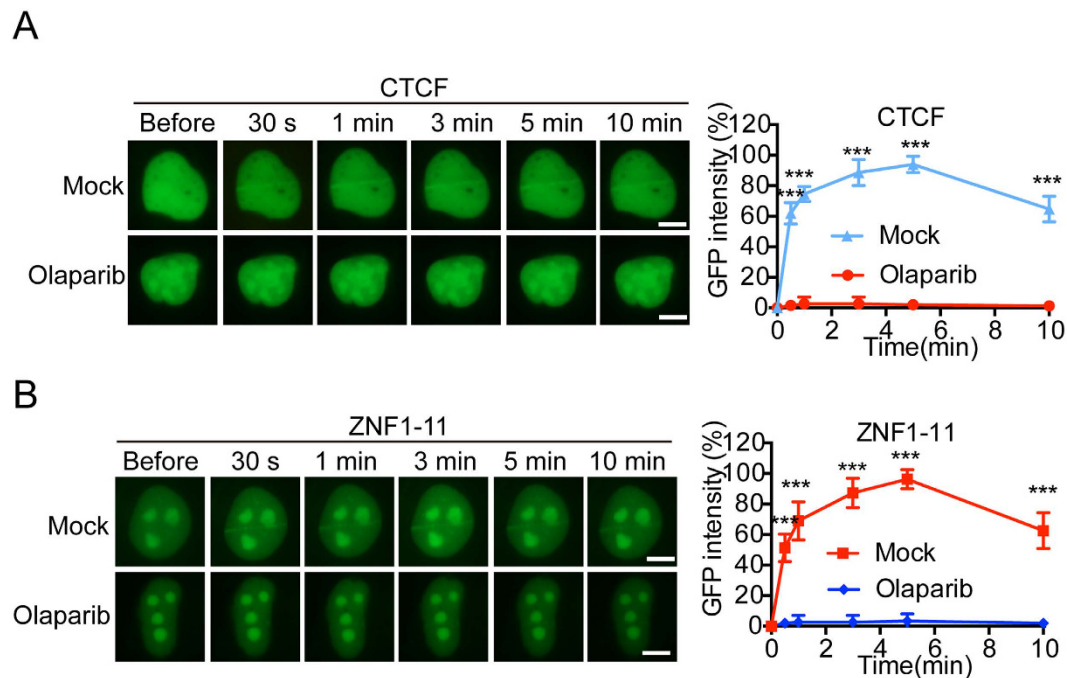 A
CTCF
Before 30 s 1 min 3 min 5 min 10 min
Mock
Olaparib
CTCF
GFP intensity (%)
120
100
80
60
40
20
0
*** *** *** *** ***
Mock
Olaparib
0 2 4 6 8 10
Time(min)
B
ZNF1-11
Before 30 s 1 min 3 min 5 min 10 min
Mock
Olaparib
ZNF1-11
GFP intensity (%)
120
100
80
60
40
20
0
*** *** *** *** ***
Mock
Olaparib
0 2 4 6 8 10
Time(min)